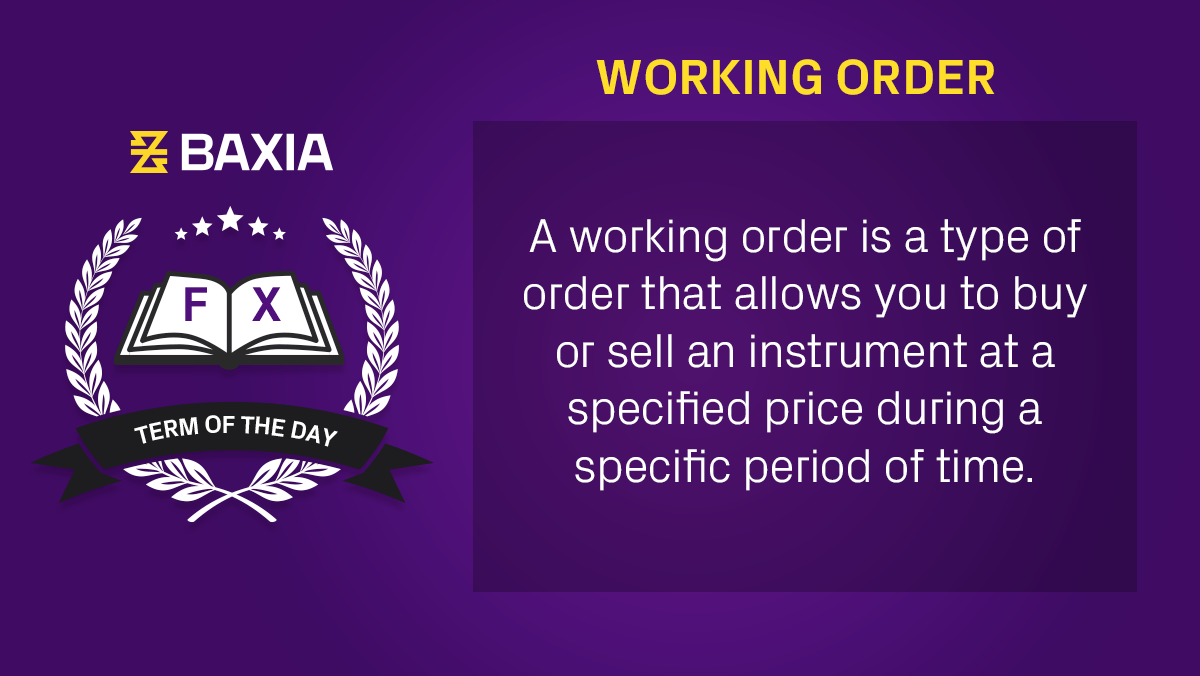 WORKING ORDER
BAXIA
F X
TERM OF THE DAY
A working order is a type of
order that allows you to buy
or sell an instrument at a
specified price during a
specific period of time.